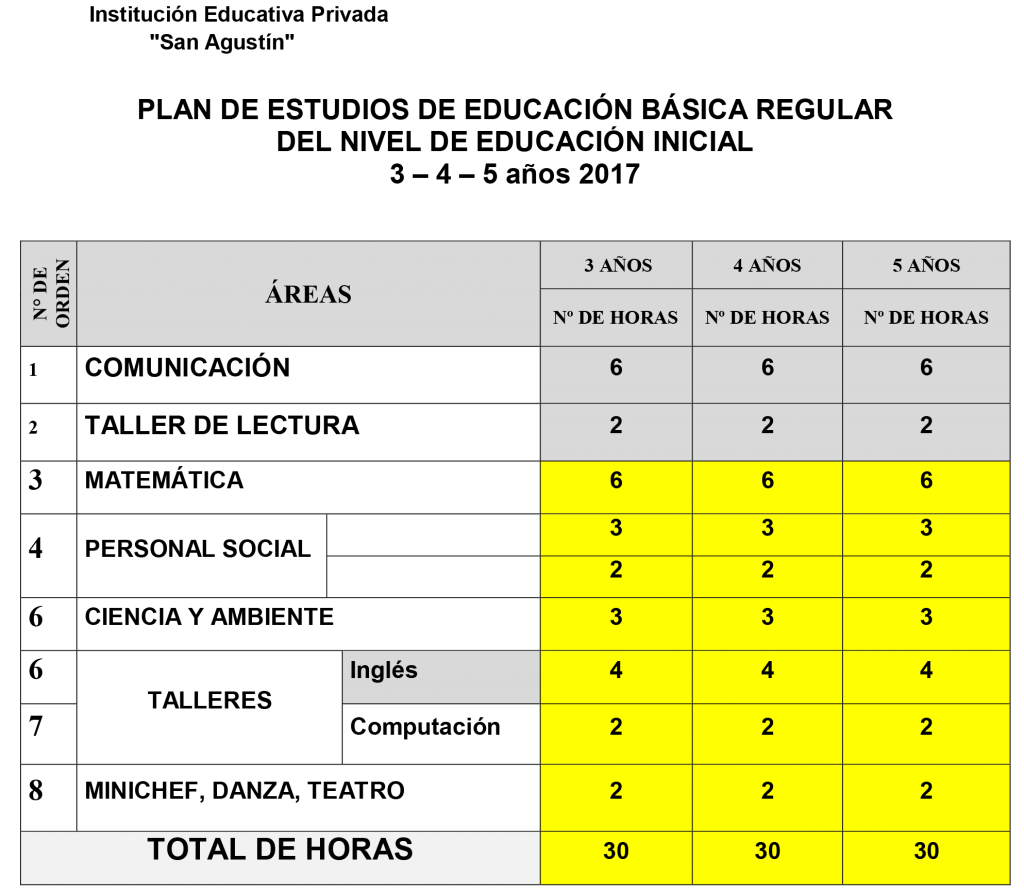 Institución Educativa Privada
"San Agustín"
PLAN DE ESTUDIOS DE EDUCACIÓN BÁSICA REGULAR
DEL NIVEL DE EDUCACIÓN INICIAL
3 – 4 – 5 años 2017
N° DE ORDEN ÁREAS 3 AÑOS 4 AÑOS 5 AÑOS
Nº DE HORAS Nº DE HORAS Nº DE HORAS
1 COMUNICACIÓN 6 6 6
2 TALLER DE LECTURA 2 2 2
3 MATEMÁTICA 6 6 6
4 PERSONAL SOCIAL 3 3 3
2 2 2
6 CIENCIA Y AMBIENTE 3 3 3
6 TALLERES Inglés 4 4 4
7 Computación 2 2 2
8 MINICHEF, DANZA, TEATRO 2 2 2
TOTAL DE HORAS 30 30 30